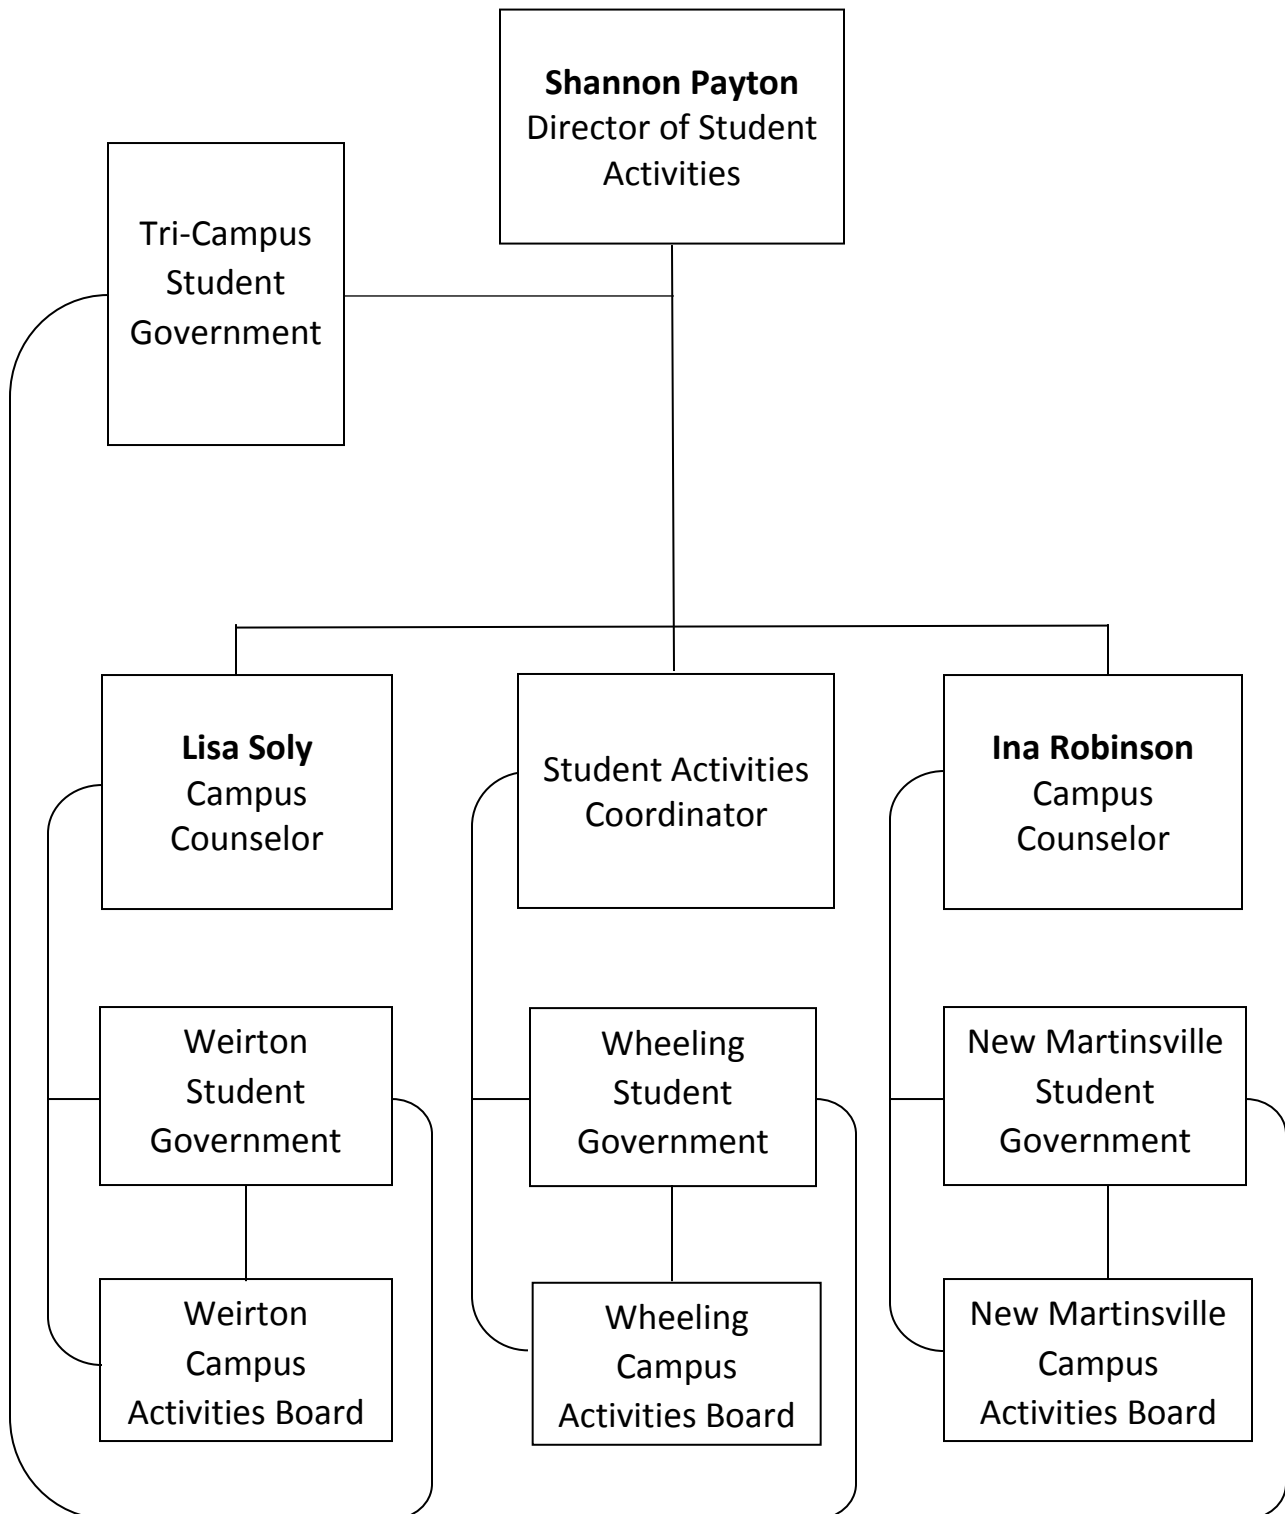 Shannon Payton
Director of Student
Activities
Tri-Campus
Student
Government
Lisa Soly
Campus
Counselor
Student Activities
Coordinator
Ina Robinson
Campus
Counselor
Weirton
Student
Government
Wheeling
Student
Government
New Martinsville
Student
Government
Weirton
Campus
Activities Board
Wheeling
Campus
Activities Board
New Martinsville
Campus
Activities Board